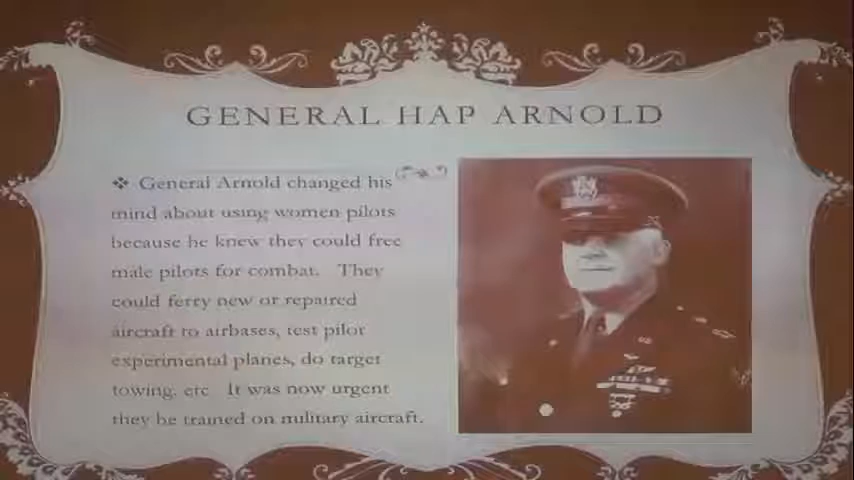 GENERAL HAP ARNOLD
❖ General Arnold changed his
mind about using women pilots
because he knew they could free
male pilots for combat. They
could ferry new or repaired
aircraft to airbases, test pilot
experimental planes, do target
towing, etc It was now urgent
they be trained on military aircraft.